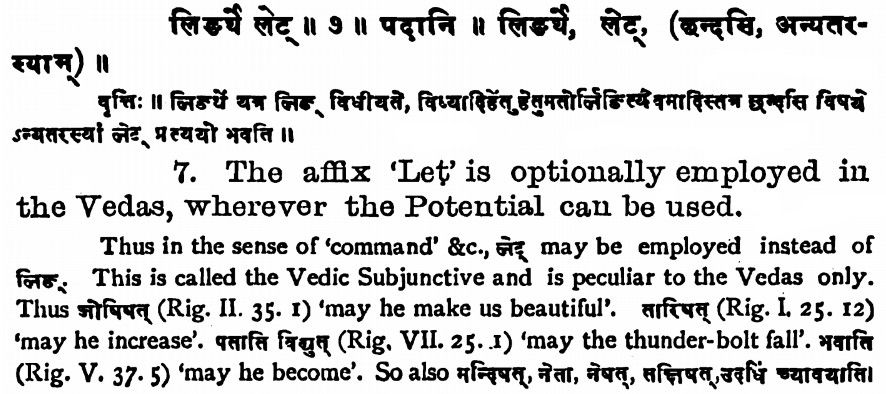 लिङर्थे लेट् ॥ ७ ॥ पदानि ॥ लिङर्थे, लेट्, (छन्दसि, अन्यतर-
स्याम्) ॥
वृत्तिः ॥ लिङर्थे यत्र लिङ् विधीयते, विध्यादिर्हेतुहेतुमतोर्लिङित्येवमादिस्तत्र छन्दसि विषये
ऽन्यतरस्यां लेट् प्रत्ययो भवति ॥
7. The affix ‘Leṭ’ is optionally employed in
the Vedas, wherever the Potential can be used.
Thus in the sense of ‘command’ &c., लेट् may be employed instead of
लिङ्. This is called the Vedic Subjunctive and is peculiar to the Vedas only.
Thus जोषिषत् (Rig. II. 35. 1) ‘may he make us beautiful’. तारिषत् (Rig. I. 25. 12)
‘may he increase’. पताति विद्युत् (Rig. VII. 25. 1) ‘may the thunder-bolt fall’. भवाति
(Rig. V. 37. 5) ‘may he become’. So also मन्दिषत्, नेता, नेषत्, तक्षिषत्, उदधिं च्यावयाति।